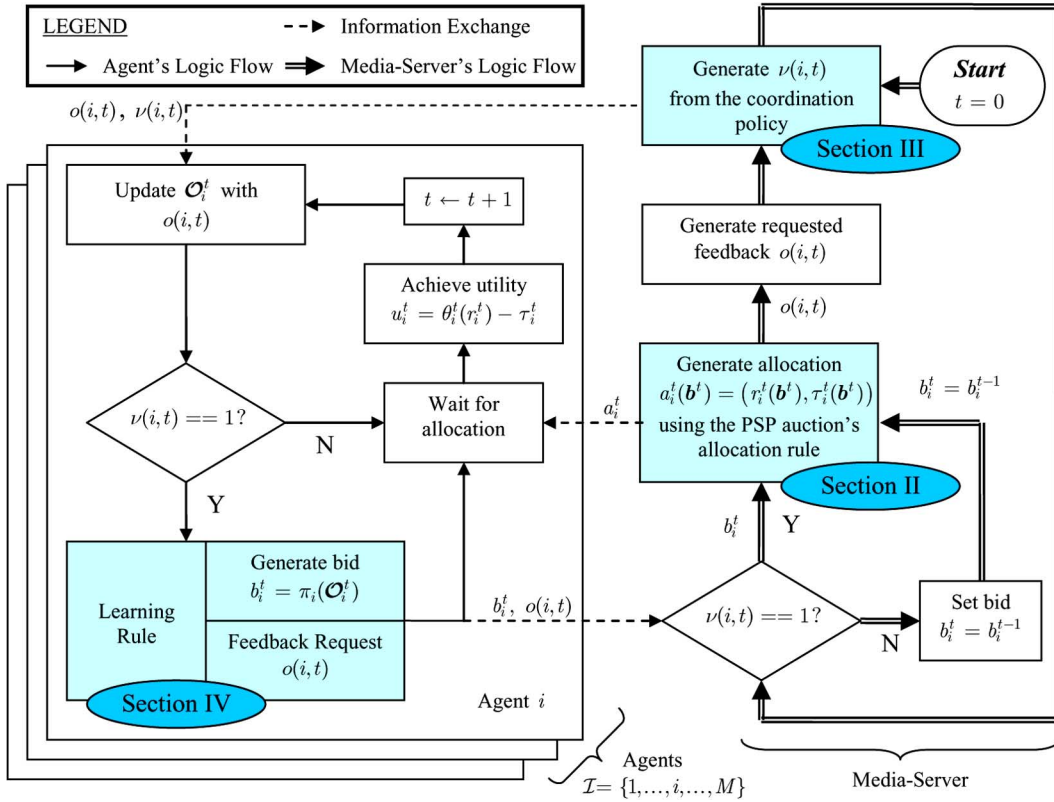 LEGEND
Information Exchange
Agent's Logic Flow
Media-Server's Logic Flow
Generate ν(i,t)
from the coordination
policy
Section III
Start
t = 0
o(i,t), ν(i,t)
Update 𝓞ᵢᵗ with
o(i,t)
t ← t + 1
Generate requested
feedback o(i,t)
Achieve utility
uᵢᵗ = θᵢᵗ(rᵢᵗ) − τᵢᵗ
o(i,t)
Generate allocation
aᵢᵗ(𝒃ᵗ) = (rᵢᵗ(𝒃ᵗ), τᵢᵗ(𝒃ᵗ))
using the PSP auction's
allocation rule
Section II
bᵢᵗ = bᵢᵗ⁻¹
ν(i,t) == 1?
N
Y
Wait for
allocation
aᵢᵗ
bᵢᵗ
Y
Learning
Rule
Generate bid
bᵢᵗ = πᵢ(𝓞ᵢᵗ)
Feedback Request
o(i,t)
Section IV
bᵢᵗ, o(i,t)
ν(i,t) == 1?
N
Set bid
bᵢᵗ = bᵢᵗ⁻¹
Agent i
Agents
𝓘 = {1,...,i,...,M}
Media-Server